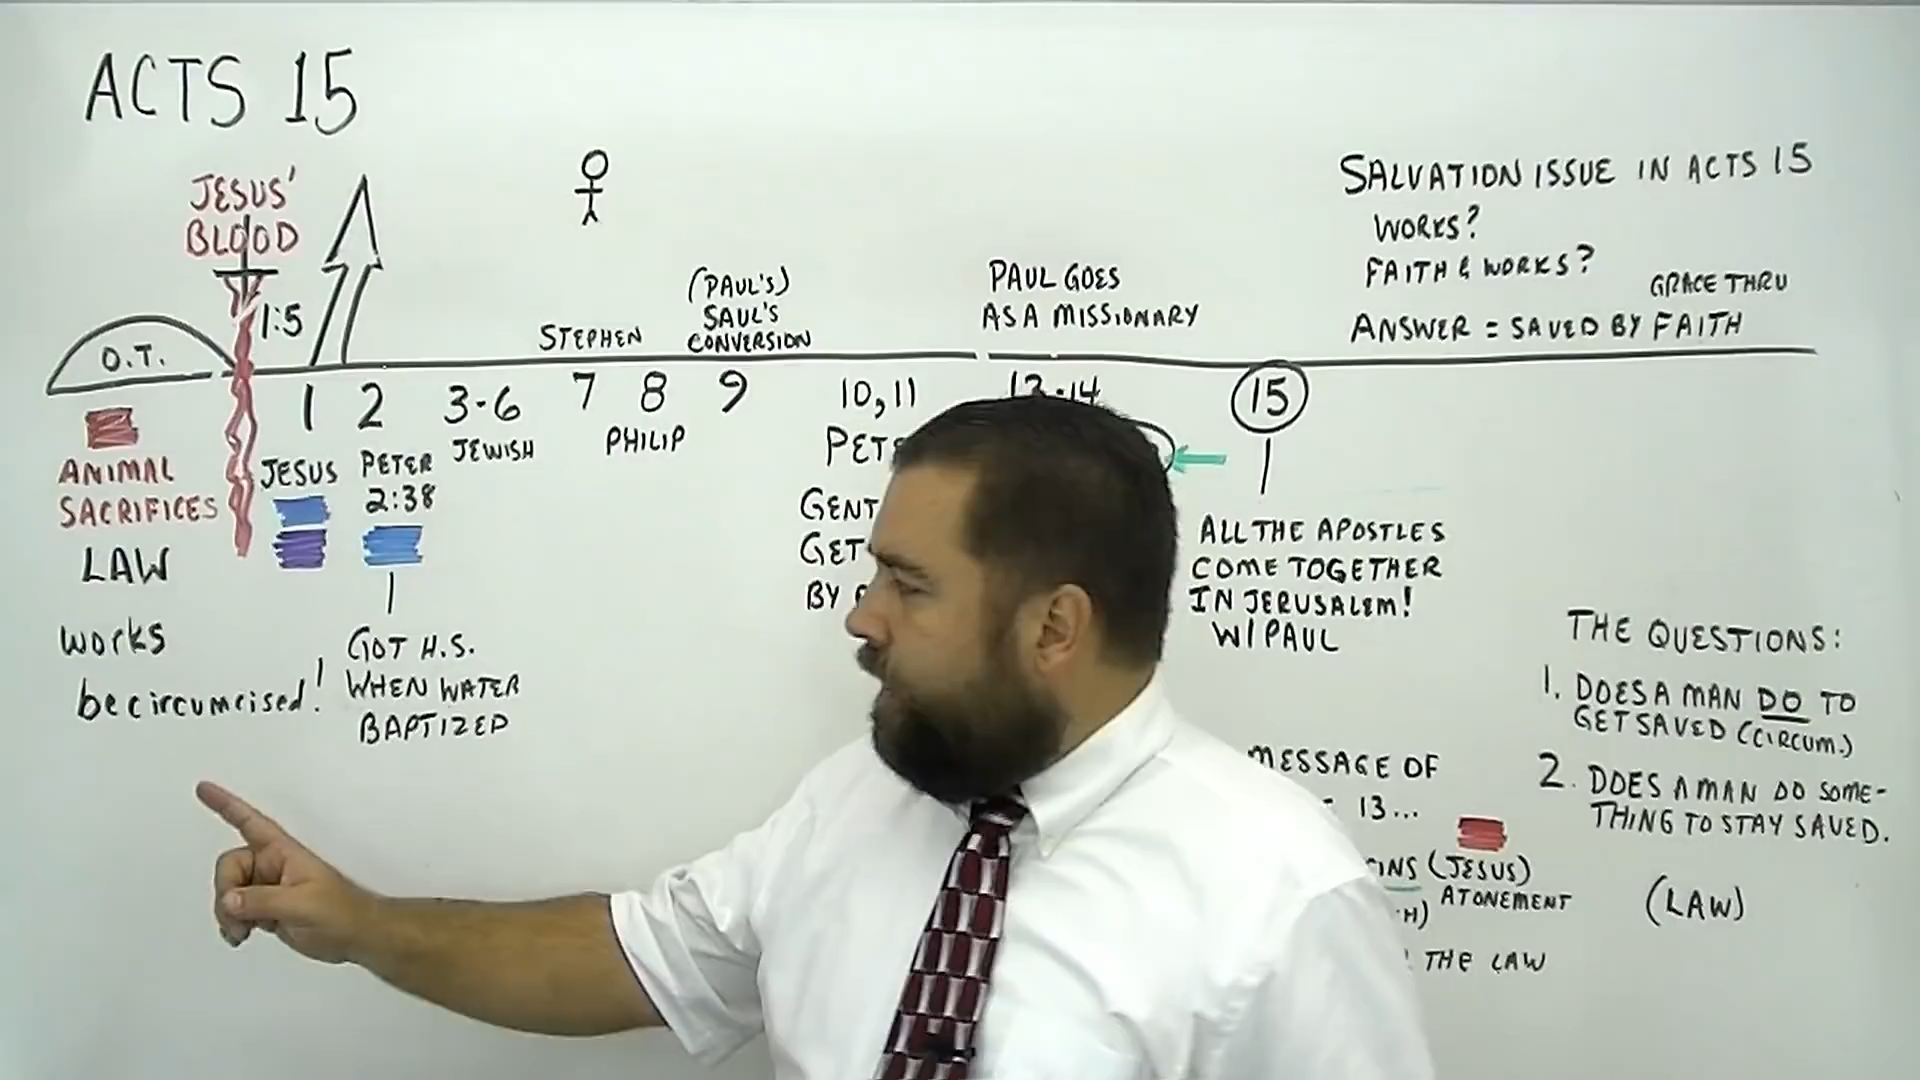 ACTS 15
JESUS'
BLOOD
1:5
O.T.
STEPHEN
(PAUL'S)
SAUL'S
CONVERSION
PAUL GOES
AS A MISSIONARY
SALVATION ISSUE IN ACTS 15
WORKS?
FAITH & WORKS?
GRACE THRU
ANSWER = SAVED BY FAITH
1 2 3-6 7 8 9 10,11 14 15
ANIMAL
SACRIFICES
LAW
works
be circumcised!
JESUS
PETER
2:38
GOT H.S.
WHEN WATER
BAPTIZED
JEWISH
PHILIP
BY
ALL THE APOSTLES
COME TOGETHER
IN JERUSALEM!
W/ PAUL
MESSAGE OF
13...
(JESUS)
ATONEMENT
THE LAW
THE QUESTIONS:
1. DOES A MAN DO TO
GET SAVED (CIRCUM.)
2. DOES A MAN DO SOME-
THING TO STAY SAVED.
(LAW)